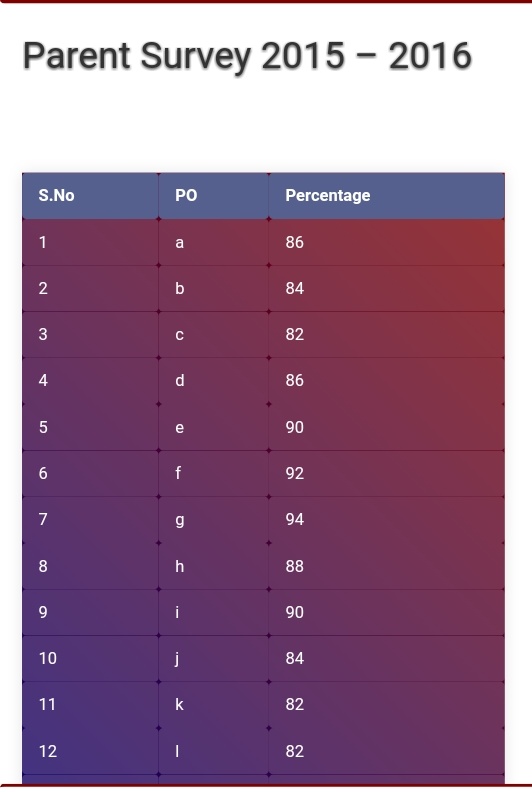 Parent Survey 2015 – 2016
S.No PO Percentage
1 a 86
2 b 84
3 c 82
4 d 86
5 e 90
6 f 92
7 g 94
8 h 88
9 i 90
10 j 84
11 k 82
12 l 82